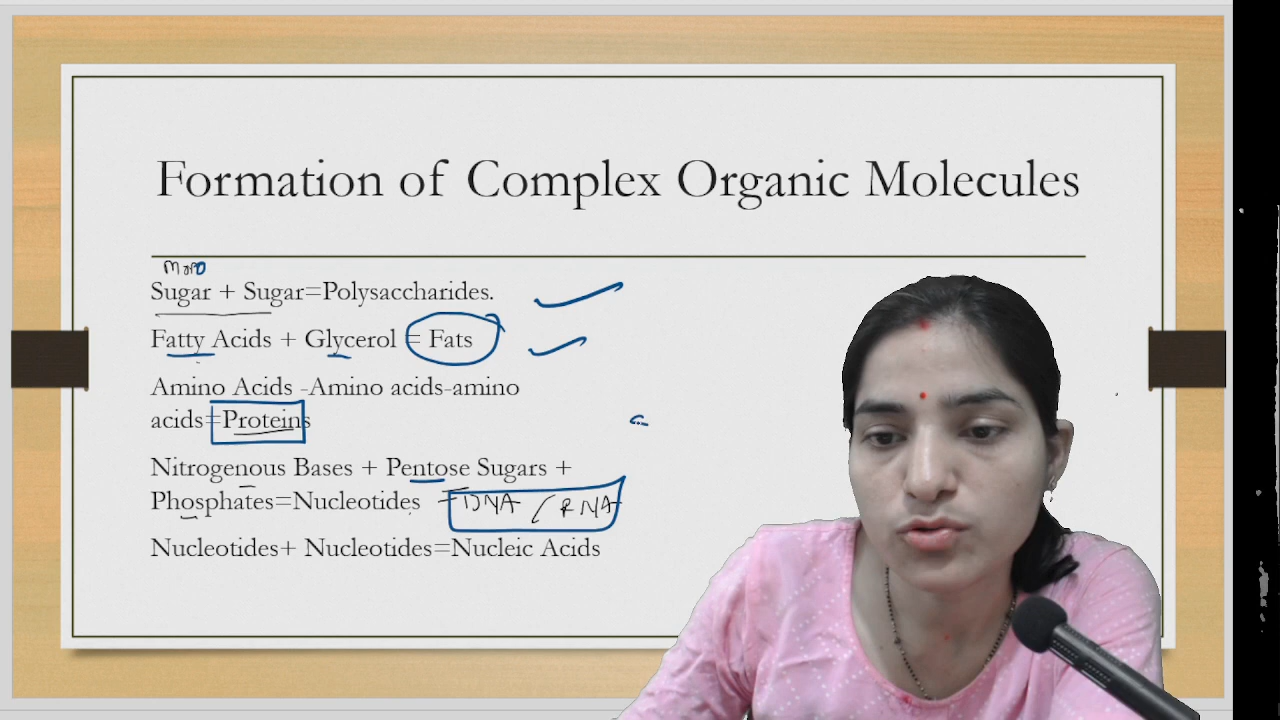 Formation of Complex Organic Molecules
Mono
Sugar + Sugar=Polysaccharides.
Fatty Acids + Glycerol = Fats
Amino Acids -Amino acids-amino
acids=Proteins
Nitrogenous Bases + Pentose Sugars +
Phosphates=Nucleotides = DNA / RNA
Nucleotides+ Nucleotides=Nucleic Acids